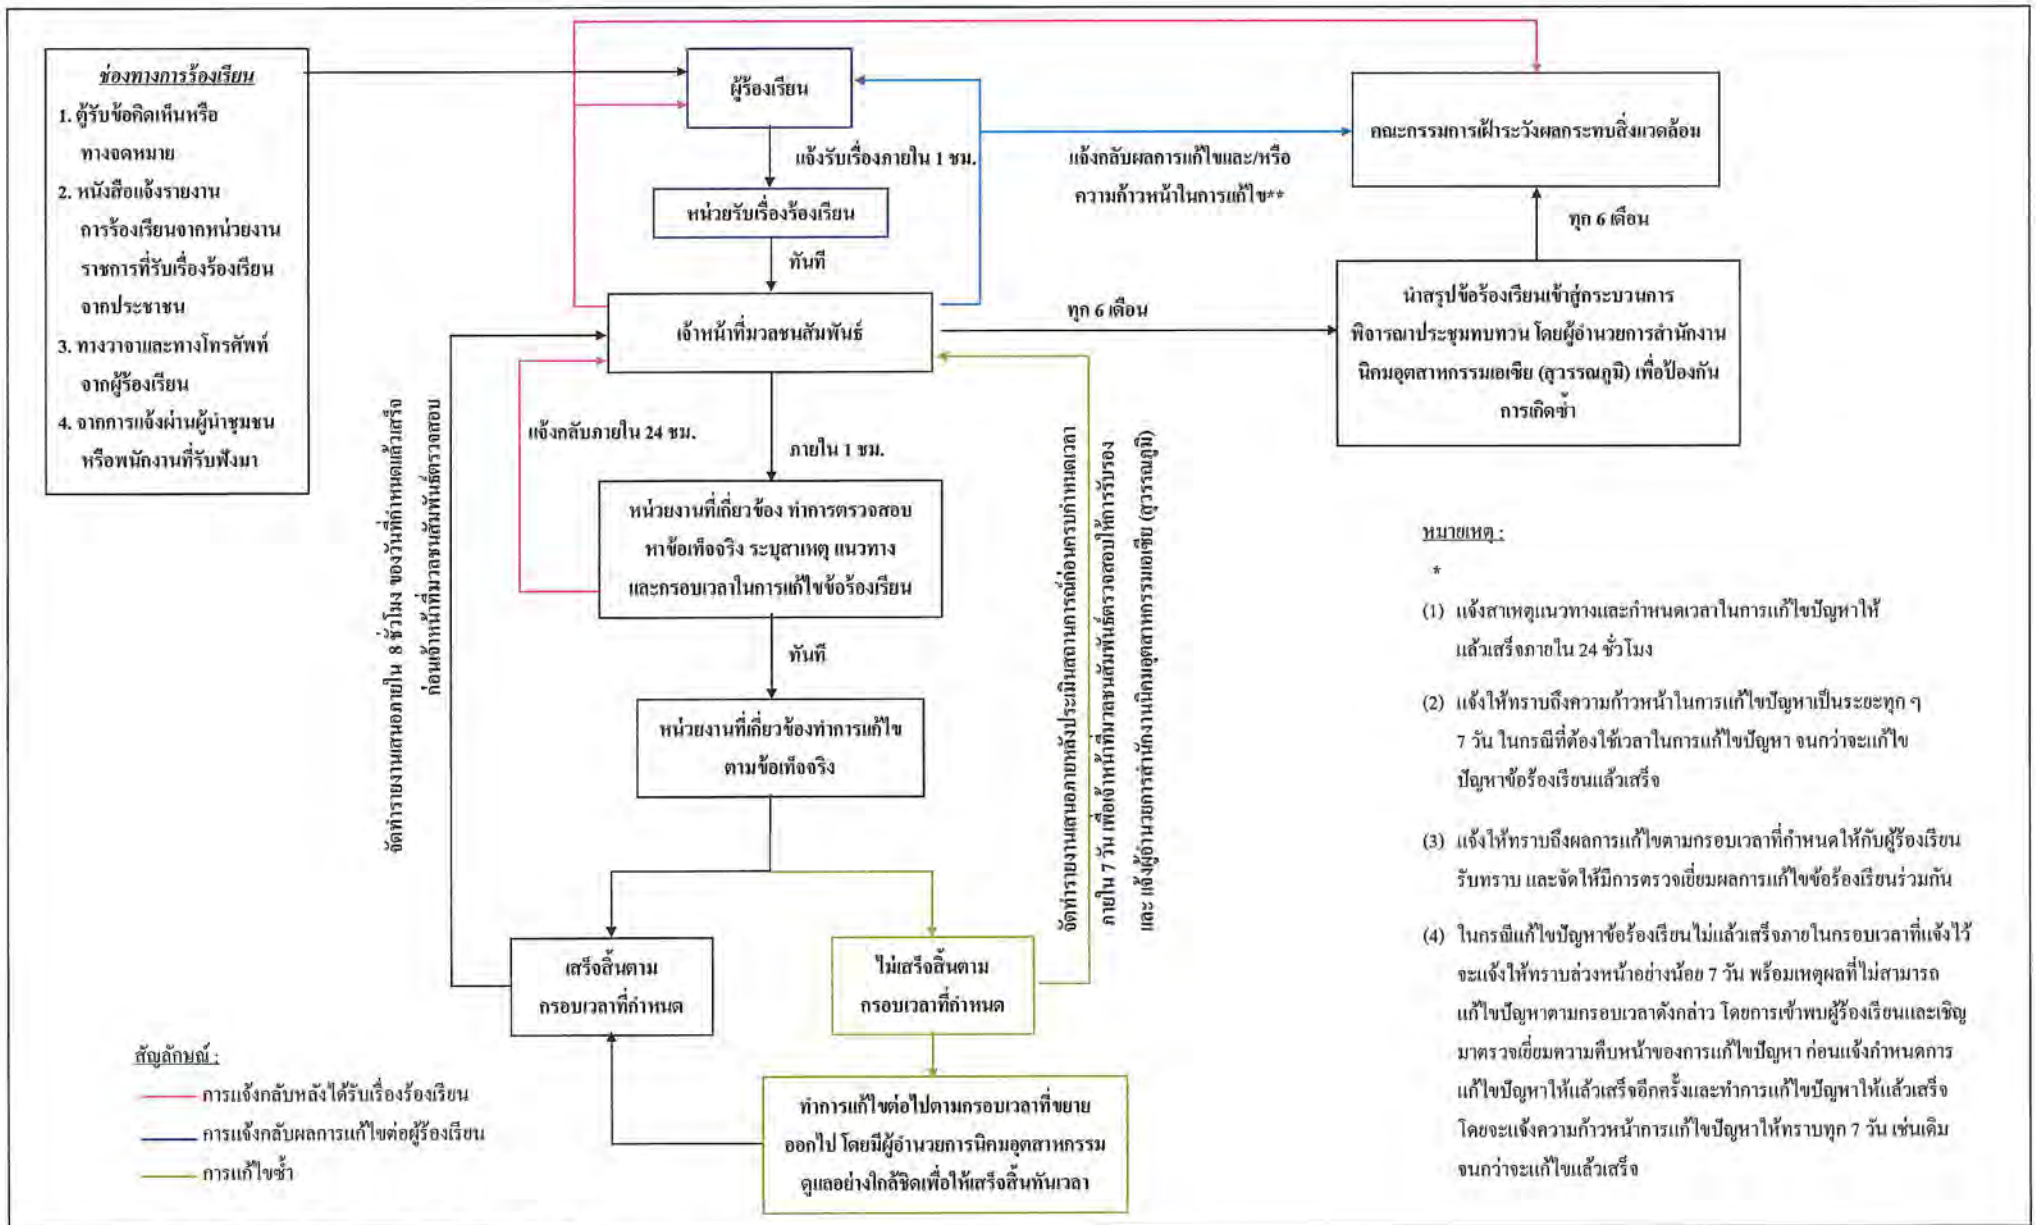 ช่องทางการร้องเรียน
1. ตู้รับข้อคิดเห็นหรือ
ทางจดหมาย
2. หนังสือแจ้งรายงาน
การร้องเรียนจากหน่วยงาน
ราชการที่รับเรื่องร้องเรียน
จากประชาชน
3. ทางวาจาและทางโทรศัพท์
จากผู้ร้องเรียน
4. จากการแจ้งผ่านผู้นำชุมชน
หรือพนักงานที่รับฟังมา
ผู้ร้องเรียน
แจ้งรับเรื่องภายใน 1 ชม.
หน่วยรับเรื่องร้องเรียน
ทันที
เจ้าหน้าที่มวลชนสัมพันธ์
แจ้งกลับผลการแก้ไขและ/หรือ
ความก้าวหน้าในการแก้ไข**
คณะกรรมการเฝ้าระวังผลกระทบสิ่งแวดล้อม
ทุก 6 เดือน
ทุก 6 เดือน
นำสรุปข้อร้องเรียนเข้าสู่กระบวนการ
พิจารณาประชุมทบทวน โดยผู้อำนวยการสำนักงาน
นิคมอุตสาหกรรมเอเซีย (สุวรรณภูมิ) เพื่อป้องกัน
การเกิดซ้ำ
แจ้งกลับภายใน 24 ชม.
ภายใน 1 ชม.
หน่วยงานที่เกี่ยวข้อง ทำการตรวจสอบ
หาข้อเท็จจริง ระบุสาเหตุ แนวทาง
และกรอบเวลาในการแก้ไขข้อร้องเรียน
ทันที
หน่วยงานที่เกี่ยวข้องทำการแก้ไข
ตามข้อเท็จจริง
จัดทำรายงานเสนอภายใน 8 ชั่วโมง ของวันที่กำหนดแล้วเสร็จ
ก่อนเจ้าหน้าที่มวลชนสัมพันธ์ตรวจสอบ
จัดทำรายงานเสนอภายหลังประเมินสถานการณ์ก่อนครบกำหนดเวลา
ภายใน 7 วัน เพื่อเจ้าหน้าที่มวลชนสัมพันธ์ตรวจสอบให้การรับรอง
และ แจ้งผู้อำนวยการสำนักงานนิคมอุตสาหกรรมเอเซีย (สุวรรณภูมิ)
เสร็จสิ้นตาม
กรอบเวลาที่กำหนด
ไม่เสร็จสิ้นตาม
กรอบเวลาที่กำหนด
ทำการแก้ไขต่อไปตามกรอบเวลาที่ขยาย
ออกไป โดยมีผู้อำนวยการนิคมอุตสาหกรรม
ดูแลอย่างใกล้ชิดเพื่อให้เสร็จสิ้นทันเวลา
สัญลักษณ์ :
การแจ้งกลับหลังได้รับเรื่องร้องเรียน
การแจ้งกลับผลการแก้ไขต่อผู้ร้องเรียน
การแก้ไขซ้ำ
หมายเหตุ :
*
(1) แจ้งสาเหตุแนวทางและกำหนดเวลาในการแก้ไขปัญหาให้
แล้วเสร็จภายใน 24 ชั่วโมง
(2) แจ้งให้ทราบถึงความก้าวหน้าในการแก้ไขปัญหาเป็นระยะทุก ๆ
7 วัน ในกรณีที่ต้องใช้เวลาในการแก้ไขปัญหา จนกว่าจะแก้ไข
ปัญหาข้อร้องเรียนแล้วเสร็จ
(3) แจ้งให้ทราบถึงผลการแก้ไขตามกรอบเวลาที่กำหนดให้กับผู้ร้องเรียน
รับทราบ และจัดให้มีการตรวจเยี่ยมผลการแก้ไขข้อร้องเรียนร่วมกัน
(4) ในกรณีแก้ไขปัญหาข้อร้องเรียนไม่แล้วเสร็จภายในกรอบเวลาที่แจ้งไว้
จะแจ้งให้ทราบล่วงหน้าอย่างน้อย 7 วัน พร้อมเหตุผลที่ไม่สามารถ
แก้ไขปัญหาตามกรอบเวลาดังกล่าว โดยการเข้าพบผู้ร้องเรียนและเชิญ
มาตรวจเยี่ยมความคืบหน้าของการแก้ไขปัญหา ก่อนแจ้งกำหนดการ
แก้ไขปัญหาให้แล้วเสร็จอีกครั้งและทำการแก้ไขปัญหาให้แล้วเสร็จ
โดยจะแจ้งความก้าวหน้าการแก้ไขปัญหาให้ทราบทุก 7 วัน เช่นเดิม
จนกว่าจะแก้ไขแล้วเสร็จ